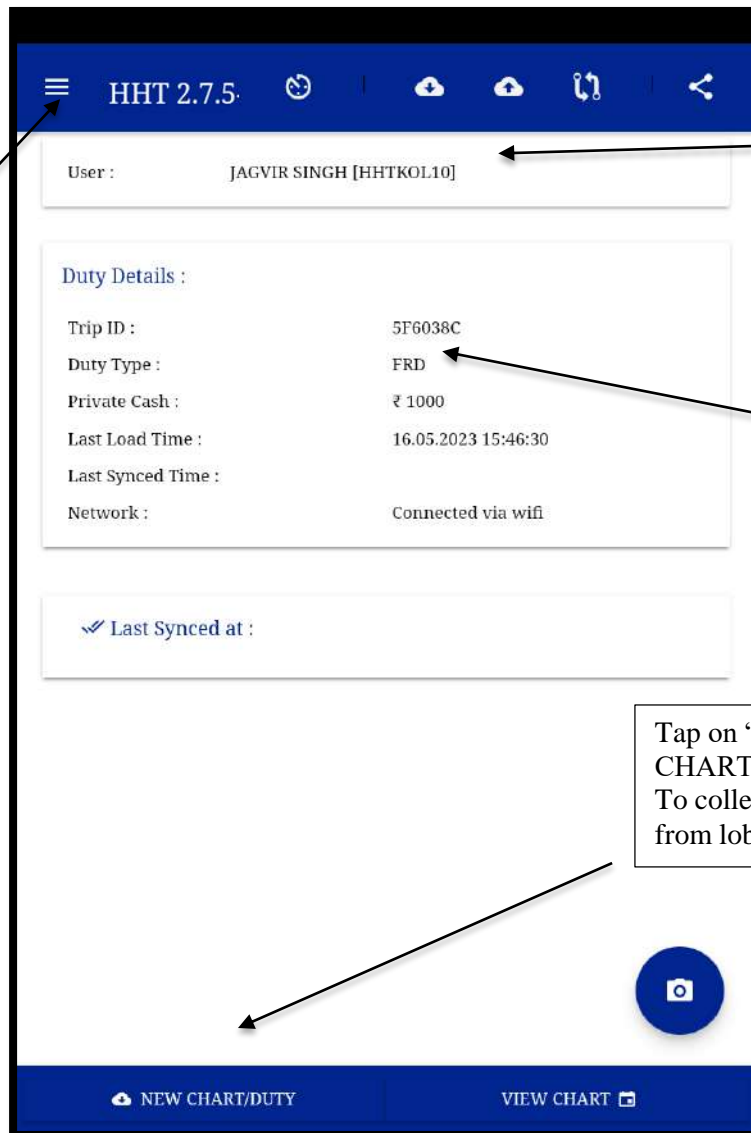 HHT 2.7.5
User : JAGVIR SINGH [HHTKOL10]
Duty Details :
Trip ID : 5F6038C
Duty Type : FRD
Private Cash : ₹ 1000
Last Load Time : 16.05.2023 15:46:30
Last Synced Time :
Network : Connected via wifi
Last Synced at :
Tap on “
CHART
To colle
from lob
NEW CHART/DUTY VIEW CHART